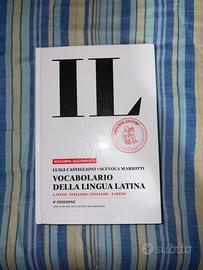 IL
RISTAMPA AGGIORNATA
LUIGI CASTIGLIONI • SCEVOLA MARIOTTI
VOCABOLARIO
DELLA LINGUA LATINA
LATINO - ITALIANO ITALIANO - LATINO
4ª EDIZIONE
subito